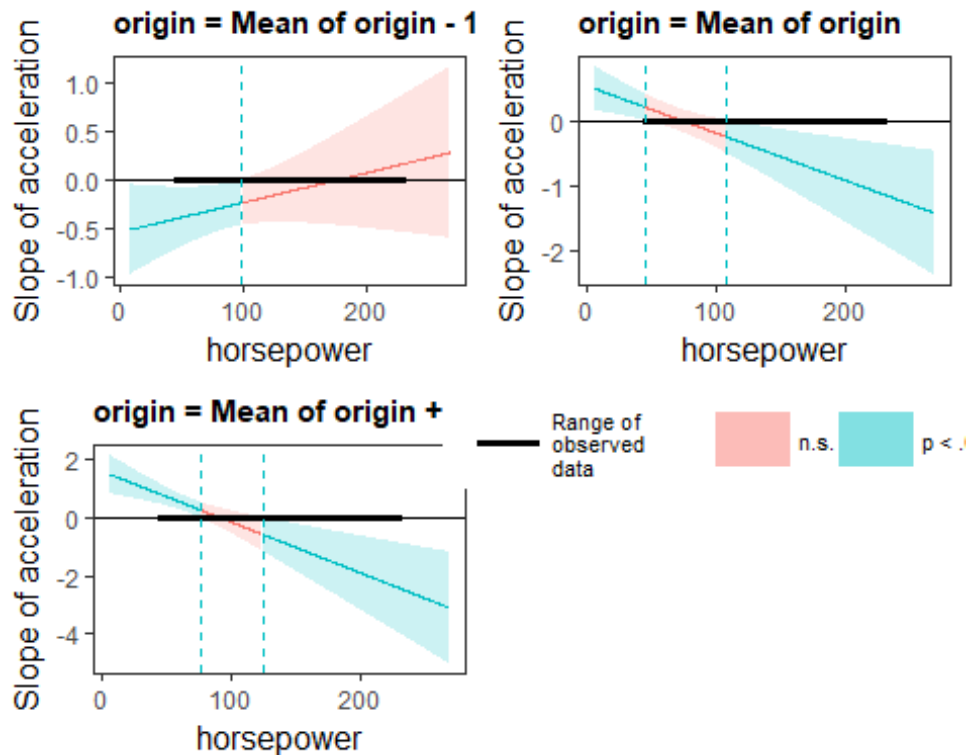 origin = Mean of origin - 1
Slope of acceleration
1.0
0.5
0.0
-0.5
-1.0
0
100
200
horsepower
origin = Mean of origin
Slope of acceleration
0
-1
-2
0
100
200
horsepower
origin = Mean of origin +
Slope of acceleration
2
0
-2
-4
0
100
200
horsepower
Range of
observed
data
n.s.
p < .